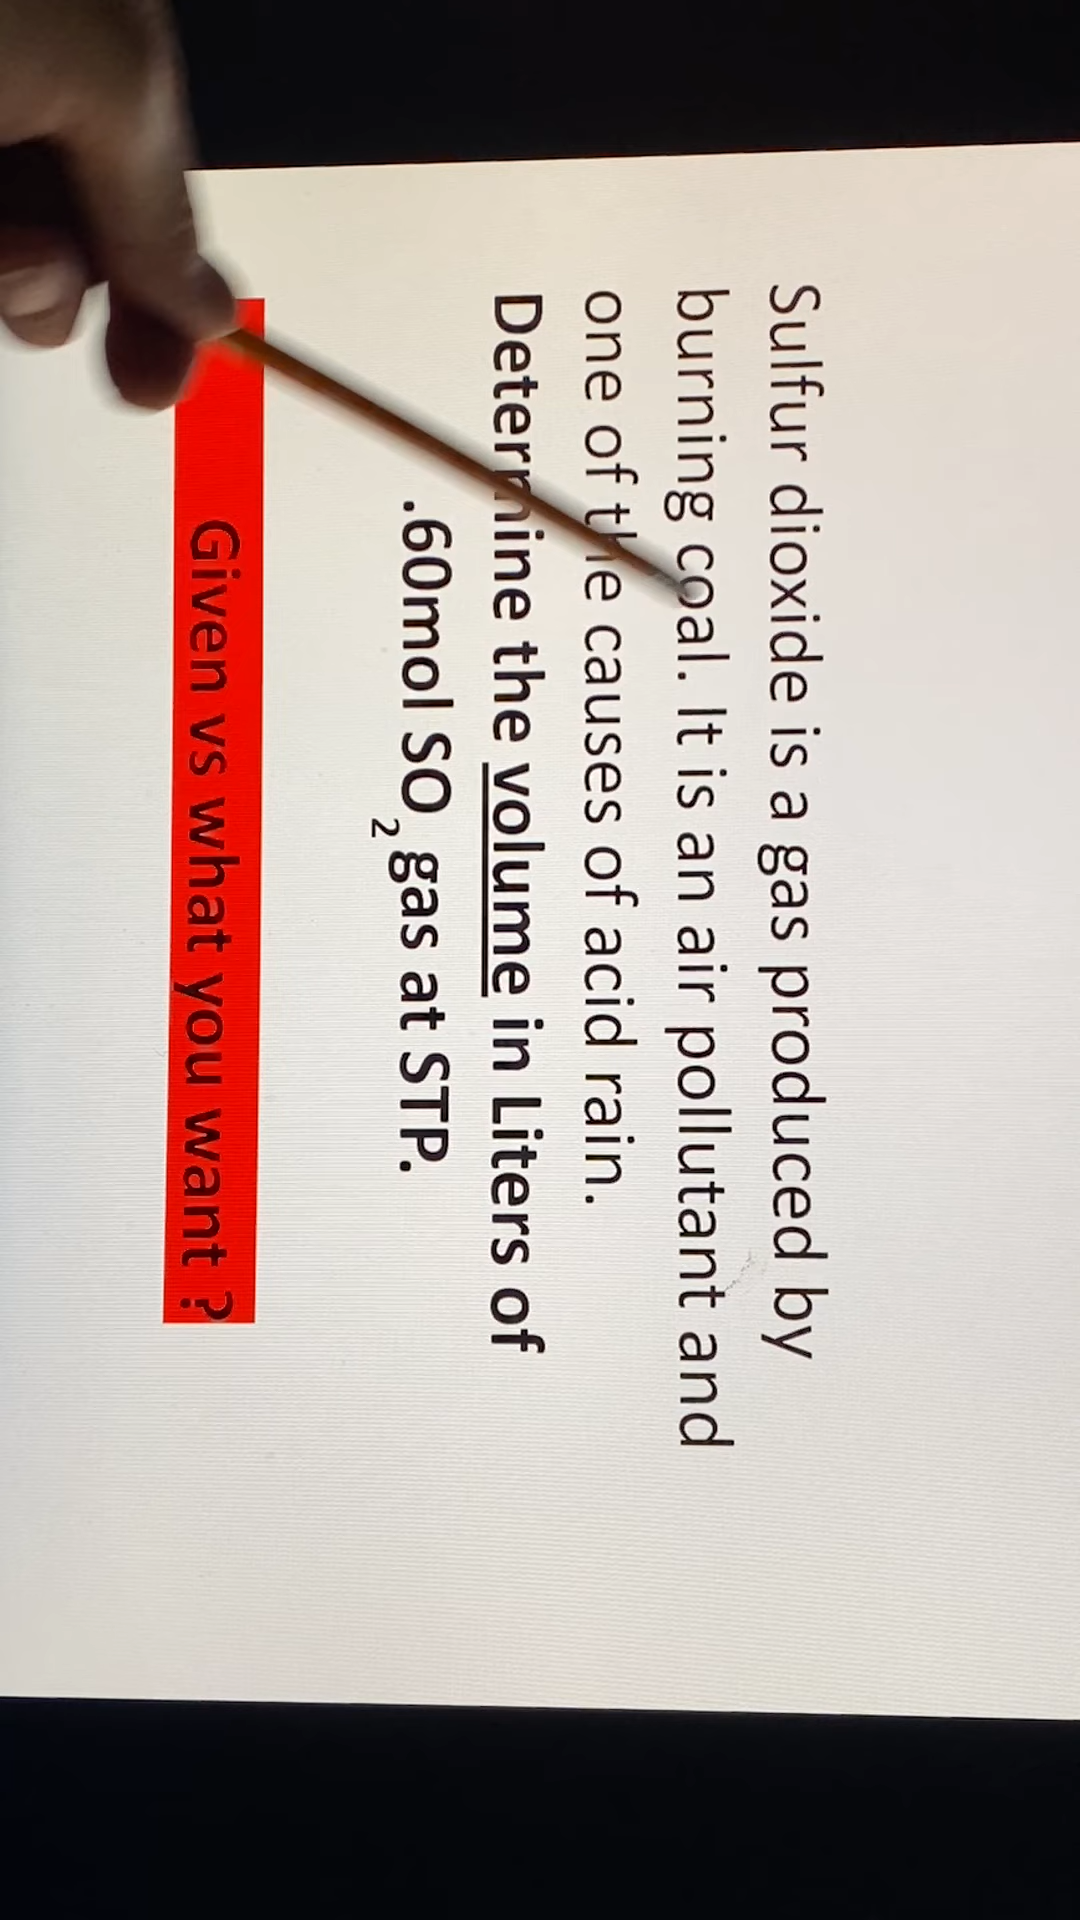 Sulfur dioxide is a gas produced by
burning coal. It is an air pollutant and
one of the causes of acid rain.
Determine the volume in Liters of
.60mol SO₂ gas at STP.
Given vs what you want ?